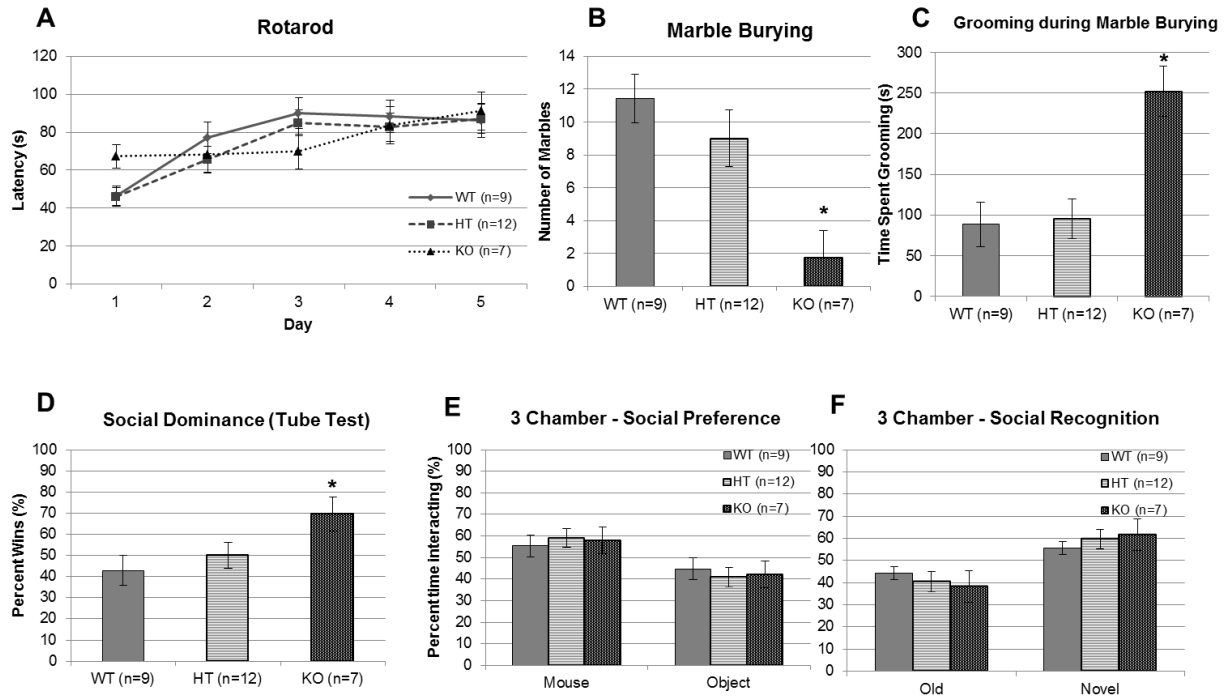 A
Rotarod
120
100
80
60
40
20
0
Latency (s)
WT (n=9)
HT (n=12)
KO (n=7)
1 2 3 4 5
Day
B
Marble Burying
14
12
10
8
6
4
2
0
Number of Marbles
*
WT (n=9) HT (n=12) KO (n=7)
C
Grooming during Marble Burying
300
250
200
150
100
50
0
Time Spent Grooming (s)
*
WT (n=9) HT (n=12) KO (n=7)
D
Social Dominance (Tube Test)
100
90
80
70
60
50
40
30
20
10
0
Percent Wins (%)
*
WT (n=9) HT (n=12) KO (n=7)
E
3 Chamber - Social Preference
100
90
80
70
60
50
40
30
20
10
0
Percent time interacting (%)
WT (n=9)
HT (n=12)
KO (n=7)
Mouse Object
F
3 Chamber - Social Recognition
100
90
80
70
60
50
40
30
20
10
0
WT (n=9)
HT (n=12)
KO (n=7)
Old Novel